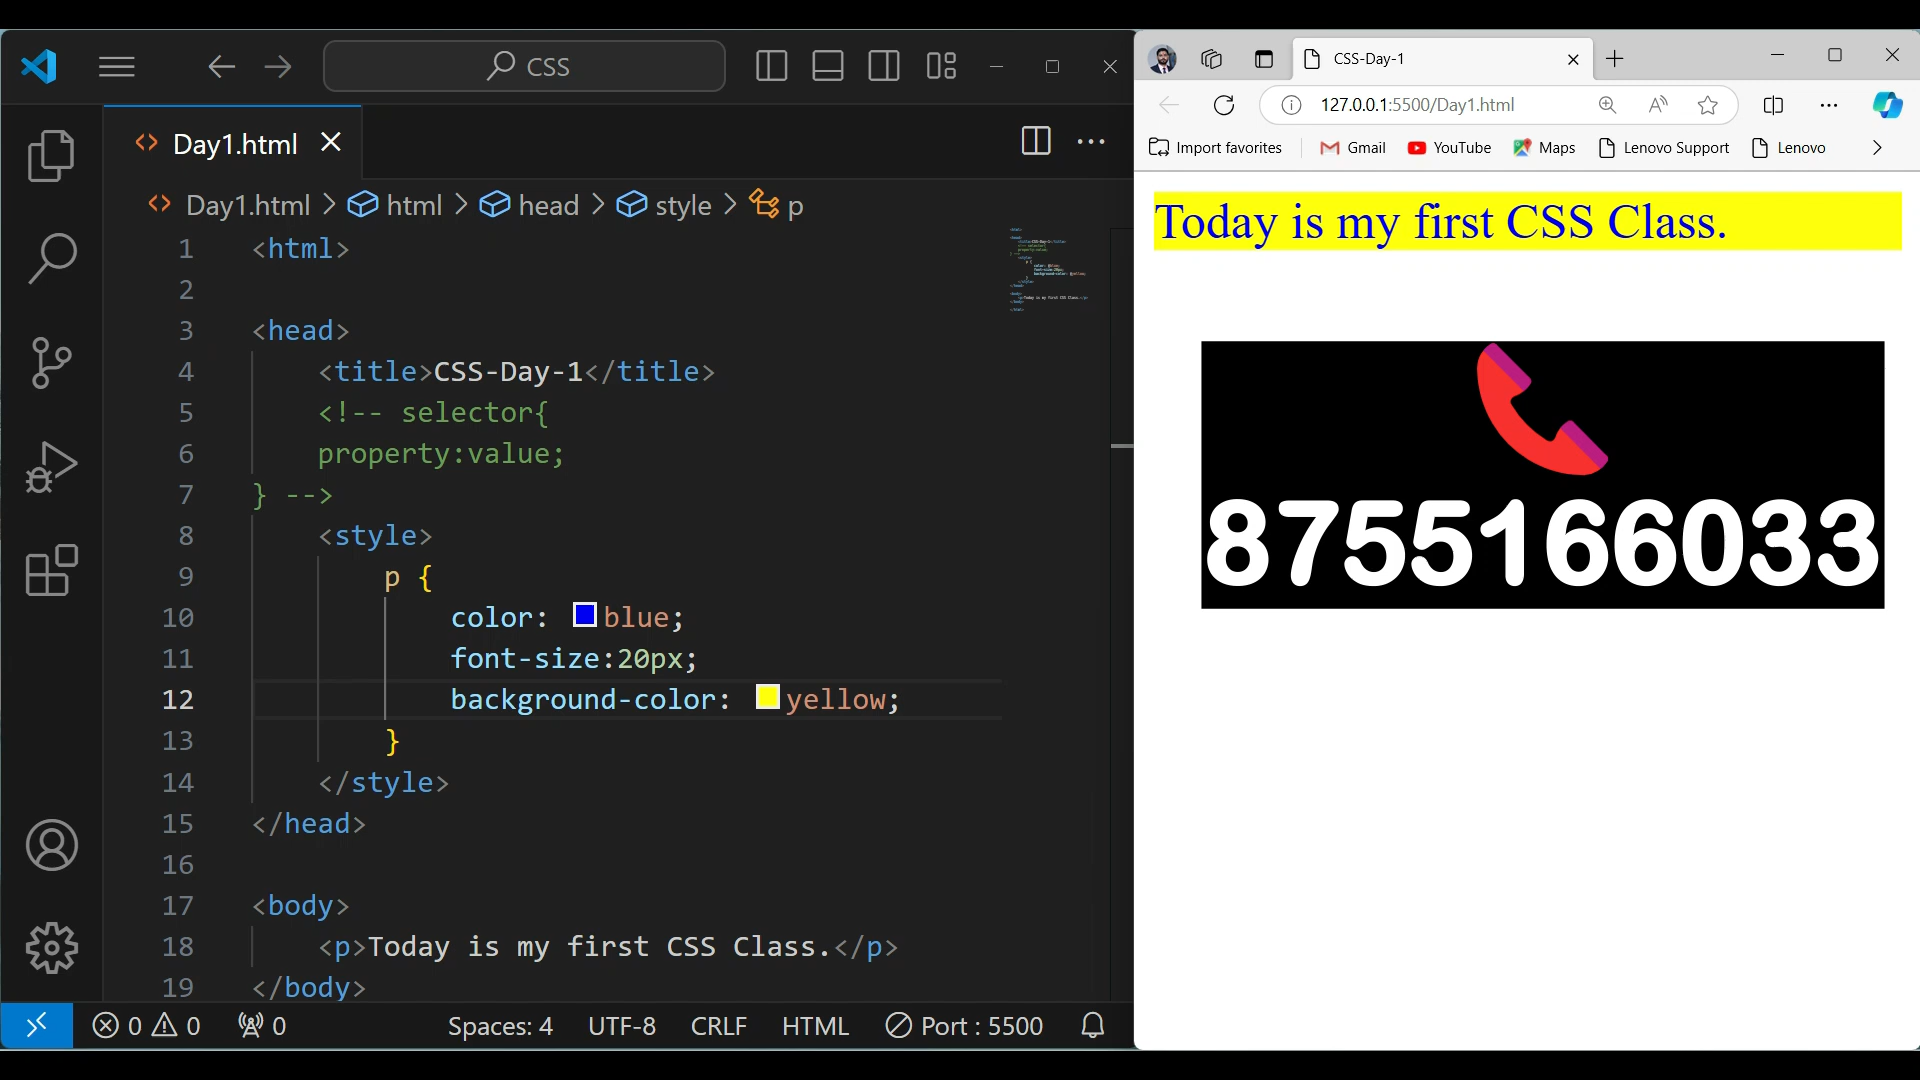 CSS
Day1.html
Day1.html > html > head > style > p
1 <html>
2
3 <head>
4 <title>CSS-Day-1</title>
5 <!-- selector{
6 property:value;
7 } -->
8 <style>
9 p {
10 color: blue;
11 font-size:20px;
12 background-color: yellow;
13 }
14 </style>
15 </head>
16
17 <body>
18 <p>Today is my first CSS Class.</p>
19 </body>
0 0 0 Spaces: 4 UTF-8 CRLF HTML Port : 5500
CSS-Day-1
127.0.0.1:5500/Day1.html
Import favorites Gmail YouTube Maps Lenovo Support Lenovo
Today is my first CSS Class.
8755166033